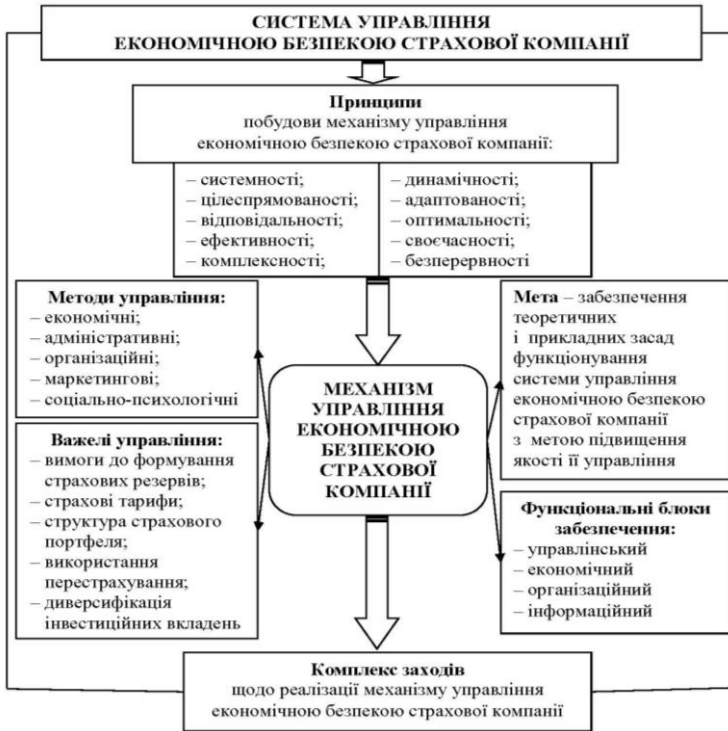 СИСТЕМА УПРАВЛІННЯ
ЕКОНОМІЧНОЮ БЕЗПЕКОЮ СТРАХОВОЇ КОМПАНІЇ
Принципи
побудови механізму управління
економічною безпекою страхової компанії:
– системності;
– цілеспрямованості;
– відповідальності;
– ефективності;
– комплексності;
– динамічності;
– адаптованості;
– оптимальності;
– своєчасності;
– безперервності
Методи управління:
– економічні;
– адміністративні;
– організаційні;
– маркетингові;
– соціально-психологічні
Важелі управління:
– вимоги до формування
страхових резервів;
– страхові тарифи;
– структура страхового
портфеля;
– використання
перестрахування;
– диверсифікація
інвестиційних вкладень
МЕХАНІЗМ
УПРАВЛІННЯ
ЕКОНОМІЧНОЮ
БЕЗПЕКОЮ
СТРАХОВОЇ
КОМПАНІЇ
Мета – забезпечення
теоретичних
і прикладних засад
функціонування
системи управління
економічною безпекою
страхової компанії
з метою підвищення
якості її управління
Функціональні блоки
забезпечення:
– управлінський
– економічний
– організаційний
– інформаційний
Комплекс заходів
щодо реалізації механізму управління
економічною безпекою страхової компанії